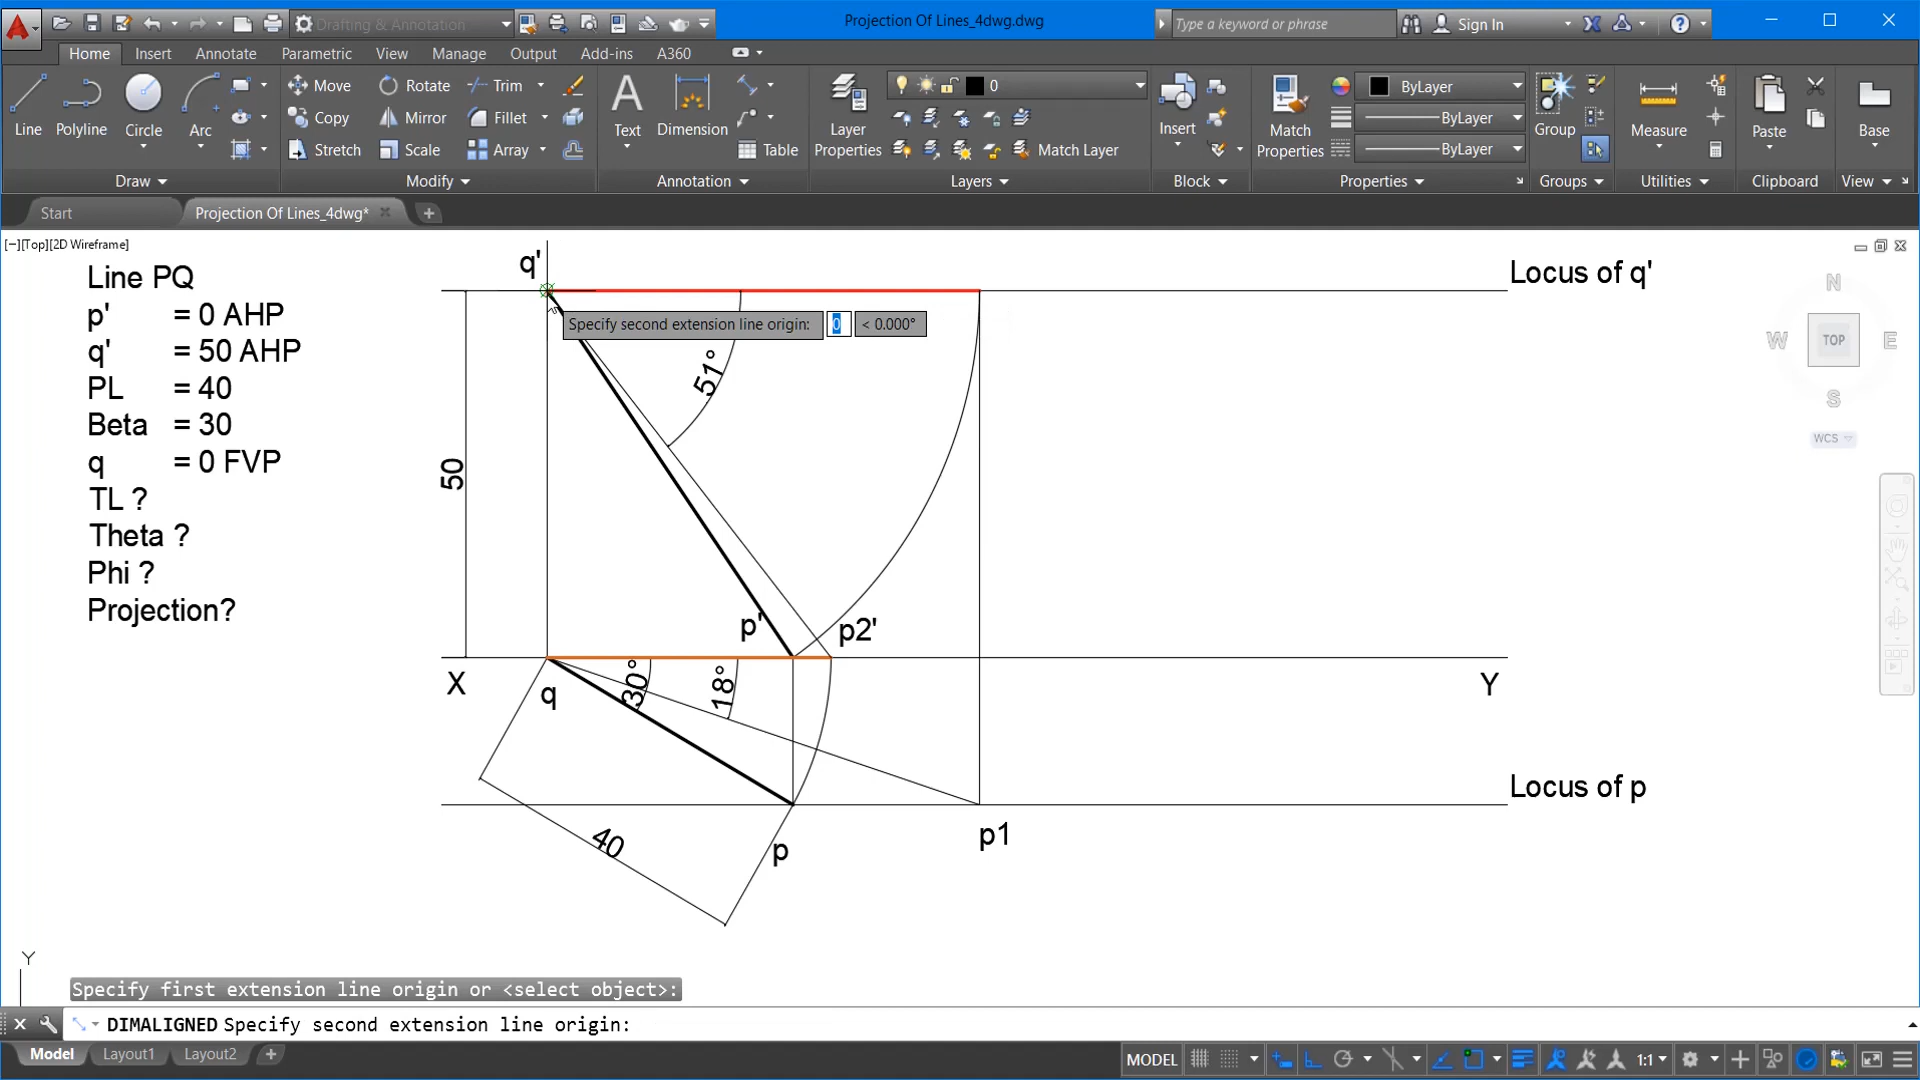 Drafting & Annotation
Projection Of Lines_4dwg.dwg
Type a keyword or phrase
Sign In
Home Insert Annotate Parametric View Manage Output Add-ins A360
Line Polyline Circle Arc
Move Rotate Trim
Copy Mirror Fillet
Stretch Scale Array
Text Dimension Table
Layer Properties
0
Match Layer
Insert
Match Properties
ByLayer
ByLayer
ByLayer
Group Measure Paste Base
Draw Modify Annotation Layers Block Properties Groups Utilities Clipboard View
Start Projection Of Lines_4dwg*
[−][Top][2D Wireframe]
Line PQ
p' = 0 AHP
q' = 50 AHP
PL = 40
Beta = 30
q = 0 FVP
TL ?
Theta ?
Phi ?
Projection?
q'
Locus of q'
Specify second extension line origin: 0 < 0.000°
51°
50
p' p2'
X Y
q
30°
18°
40
p
p1
Locus of p
N
W TOP E
S
WCS
Y
Specify first extension line origin or <select object>:
DIMALIGNED Specify second extension line origin:
Model Layout1 Layout2
MODEL 1:1